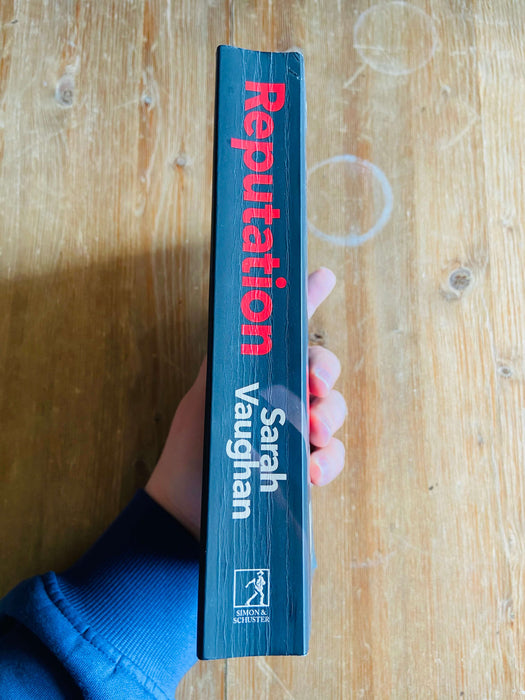 Reputation
Sarah
Vaughan
SIMON &
SCHUSTER